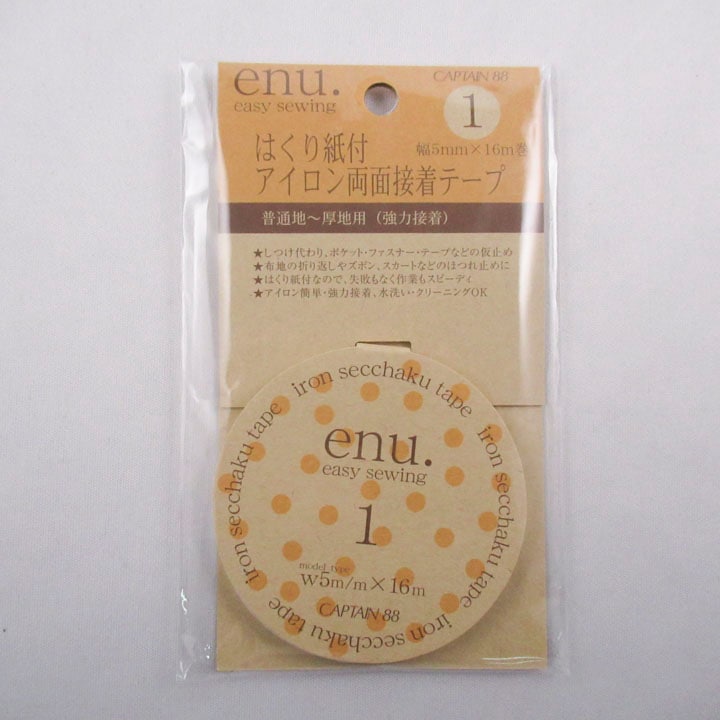 enu.
easy sewing
CAPTAIN 88
1
幅5mm×16m巻
はくり紙付
アイロン両面接着テープ
普通地～厚地用（強力接着）
★しつけ代わり、ポケット・ファスナー・テープなどの仮止め
★布地の折り返しやズボン、スカートなどのほつれ止めに
★はくり紙付なので、失敗もなく作業もスピーディ
★アイロン簡単・強力接着、水洗い・クリーニングOK
iron secchaku tape
iron secchaku tape
iron secchaku tape
iron secchaku tape
enu.
easy sewing
1
model type
w5m/m×16m
CAPTAIN 88